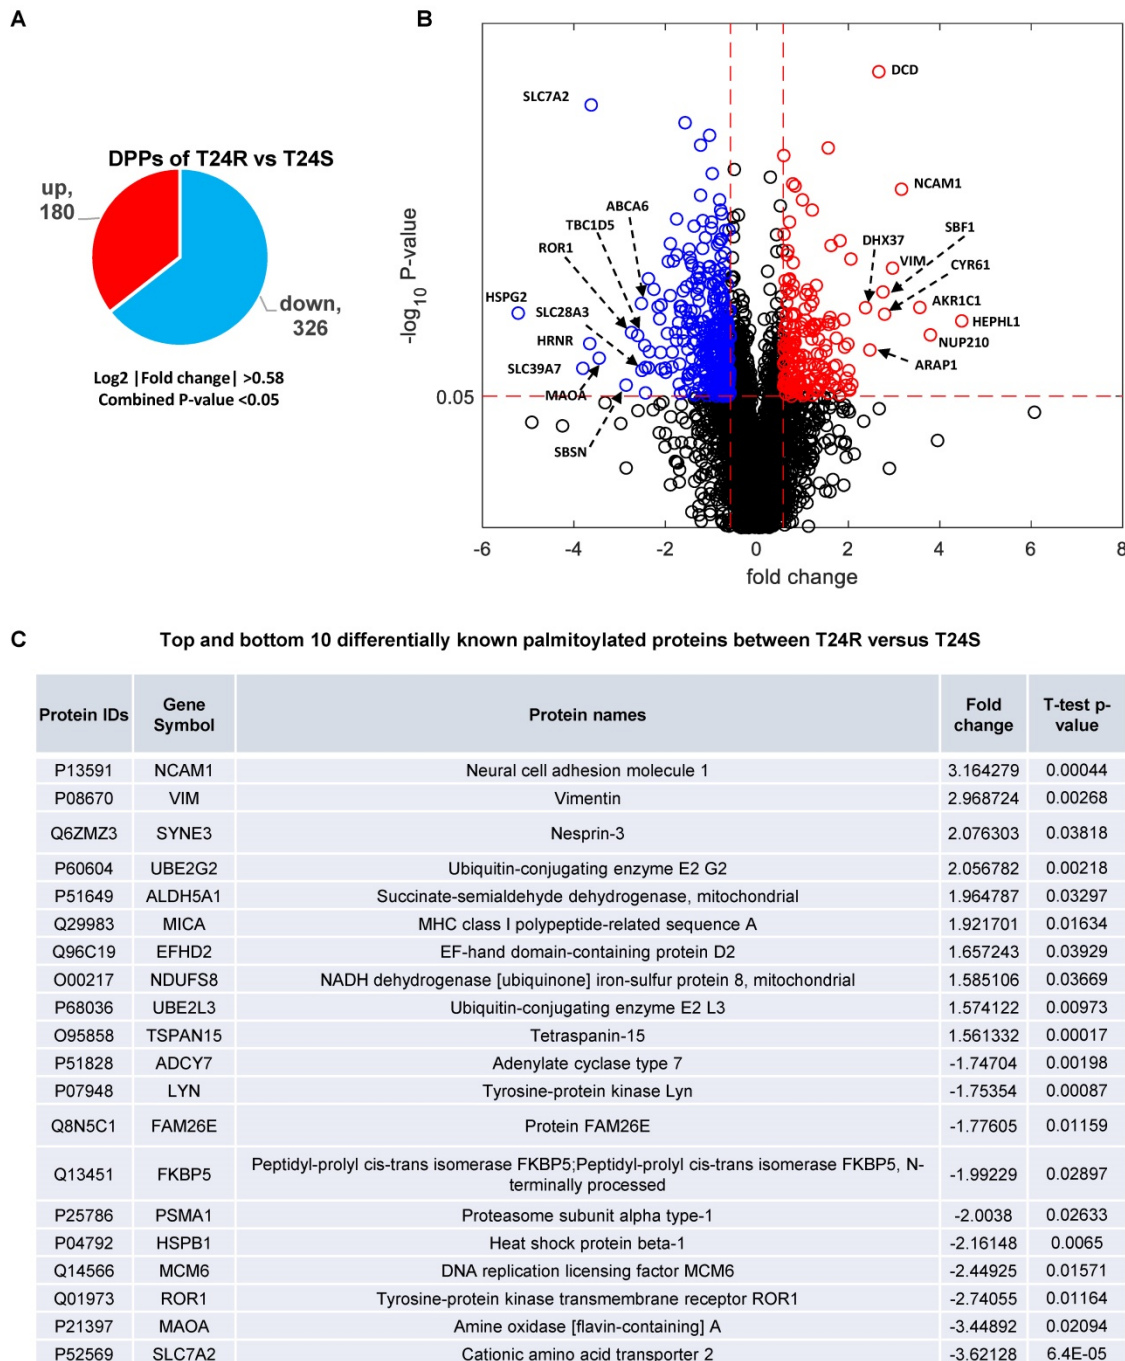 A
DPPs of T24R vs T24S
up,
180
down,
326
Log2 |Fold change| >0.58
Combined P-value <0.05
B
-log10 P-value
0.05
SLC7A2
DCD
NCAM1
ABCA6
TBC1D5
ROR1
DHX37
SBF1
VIM
CYR61
HSPG2
SLC28A3
AKR1C1
HEPHL1
HRNR
NUP210
SLC39A7
ARAP1
MAOA
SBSN
-6 -4 -2 0 2 4 6 8
fold change
C
Top and bottom 10 differentially known palmitoylated proteins between T24R versus T24S
Protein IDs Gene Symbol Protein names Fold change T-test p-value
P13591 NCAM1 Neural cell adhesion molecule 1 3.164279 0.00044
P08670 VIM Vimentin 2.968724 0.00268
Q6ZMZ3 SYNE3 Nesprin-3 2.076303 0.03818
P60604 UBE2G2 Ubiquitin-conjugating enzyme E2 G2 2.056782 0.00218
P51649 ALDH5A1 Succinate-semialdehyde dehydrogenase, mitochondrial 1.964787 0.03297
Q29983 MICA MHC class I polypeptide-related sequence A 1.921701 0.01634
Q96C19 EFHD2 EF-hand domain-containing protein D2 1.657243 0.03929
O00217 NDUFS8 NADH dehydrogenase [ubiquinone] iron-sulfur protein 8, mitochondrial 1.585106 0.03669
P68036 UBE2L3 Ubiquitin-conjugating enzyme E2 L3 1.574122 0.00973
O95858 TSPAN15 Tetraspanin-15 1.561332 0.00017
P51828 ADCY7 Adenylate cyclase type 7 -1.74704 0.00198
P07948 LYN Tyrosine-protein kinase Lyn -1.75354 0.00087
Q8N5C1 FAM26E Protein FAM26E -1.77605 0.01159
Q13451 FKBP5 Peptidyl-prolyl cis-trans isomerase FKBP5;Peptidyl-prolyl cis-trans isomerase FKBP5, N-terminally processed -1.99229 0.02897
P25786 PSMA1 Proteasome subunit alpha type-1 -2.0038 0.02633
P04792 HSPB1 Heat shock protein beta-1 -2.16148 0.0065
Q14566 MCM6 DNA replication licensing factor MCM6 -2.44925 0.01571
Q01973 ROR1 Tyrosine-protein kinase transmembrane receptor ROR1 -2.74055 0.01164
P21397 MAOA Amine oxidase [flavin-containing] A -3.44892 0.02094
P52569 SLC7A2 Cationic amino acid transporter 2 -3.62128 6.4E-05